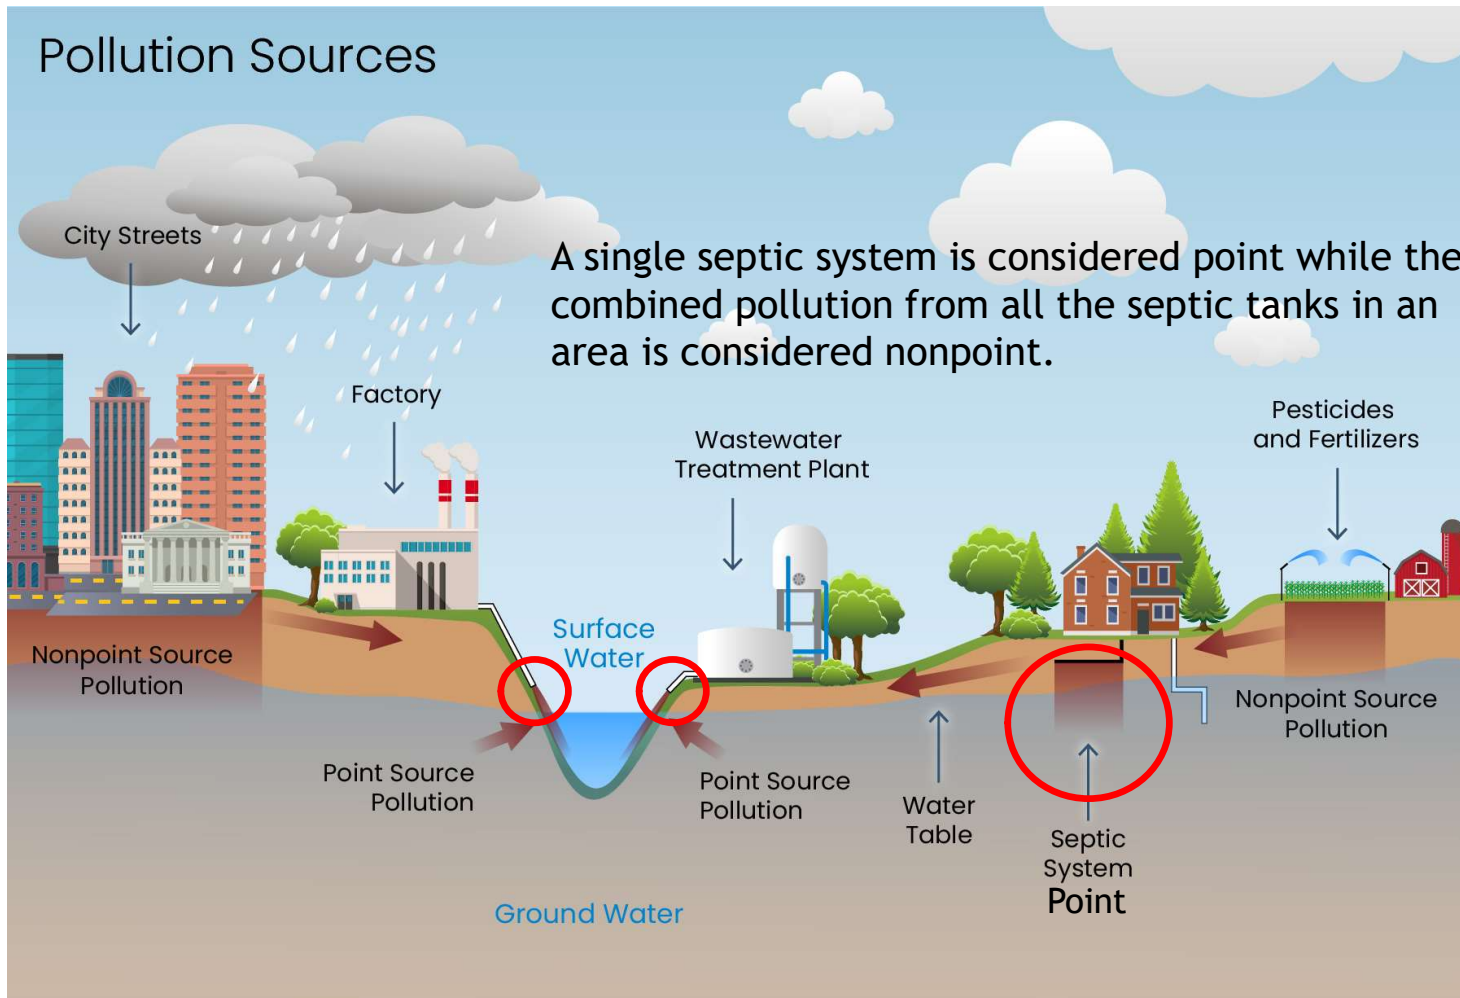 Pollution Sources
City Streets
A single septic system is considered point while the
combined pollution from all the septic tanks in an
area is considered nonpoint.
Factory
Wastewater
Treatment Plant
Pesticides
and Fertilizers
Surface
Water
Nonpoint Source
Pollution
Nonpoint Source
Pollution
Point Source
Pollution
Point Source
Pollution
Water
Table
Septic
System
Point
Ground Water